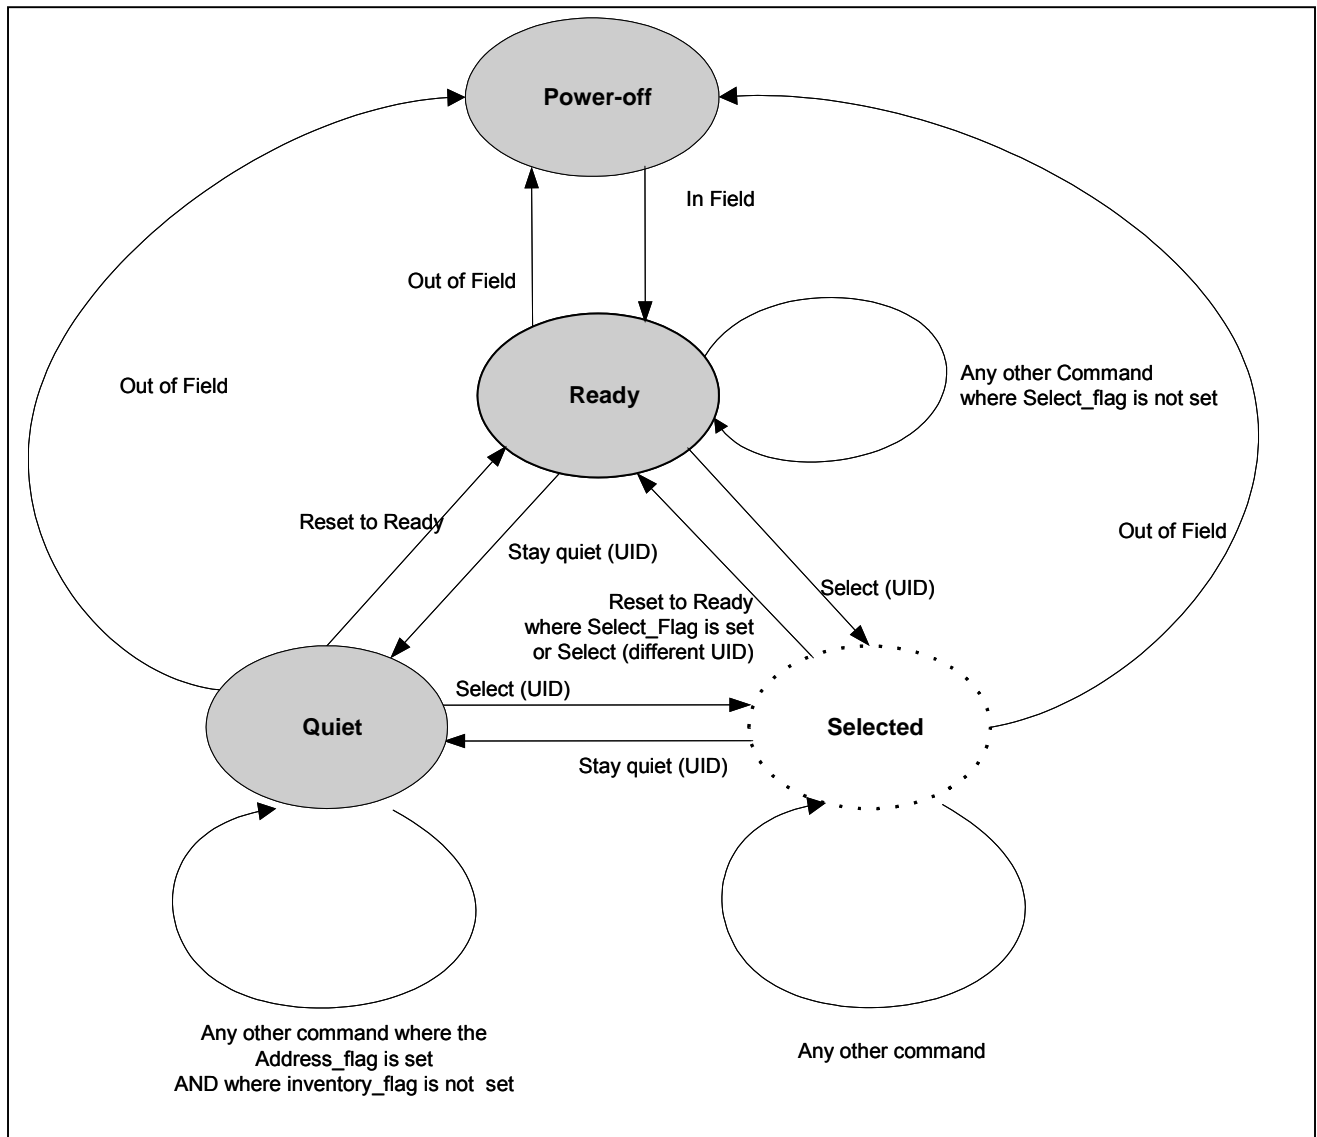 Power-off
In Field
Out of Field
Out of Field
Ready
Any other Command
where Select_flag is not set
Reset to Ready
Stay quiet (UID)
Out of Field
Select (UID)
Reset to Ready
where Select_Flag is set
or Select (different UID)
Select (UID)
Quiet
Selected
Stay quiet (UID)
Any other command where the
Address_flag is set
AND where inventory_flag is not  set
Any other command